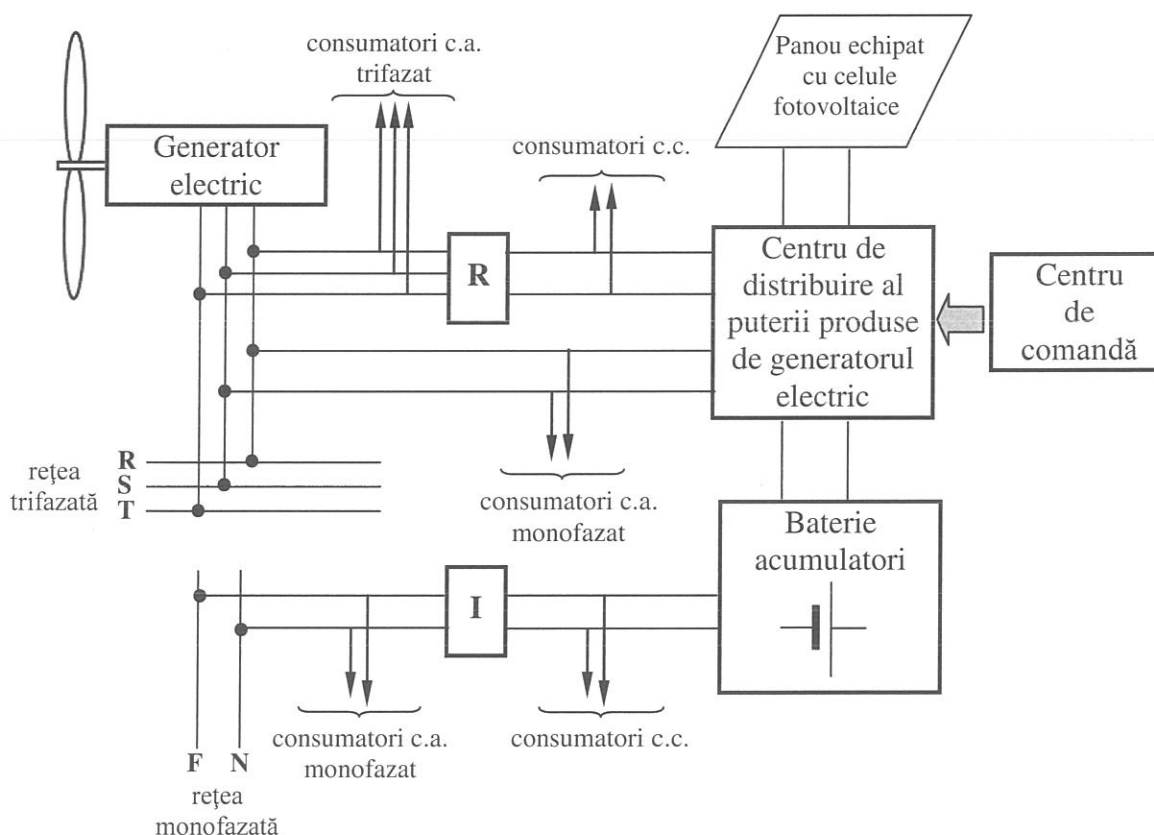 consumatori c.a.
trifazat
Panou echipat
cu celule
fotovoltaice
Generator
electric
consumatori c.c.
R
Centru de
distribuire al
puterii produse
de generatorul
electric
Centru
de
comandă
rețea
trifazată
R
S
T
consumatori c.a.
monofazat
Baterie
acumulatori
I
consumatori c.a.
monofazat
consumatori c.c.
F N
rețea
monofazată